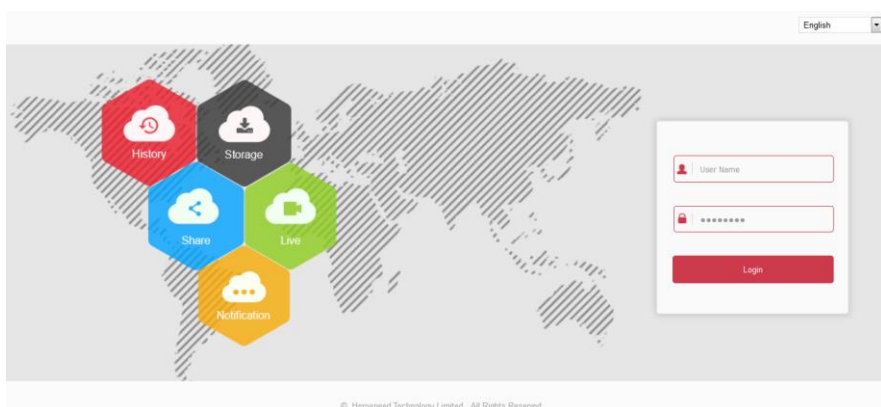 English
History
Storage
Share
Live
Notification
User Name
Login
© Herospeed Technology Limited. All Rights Reserved